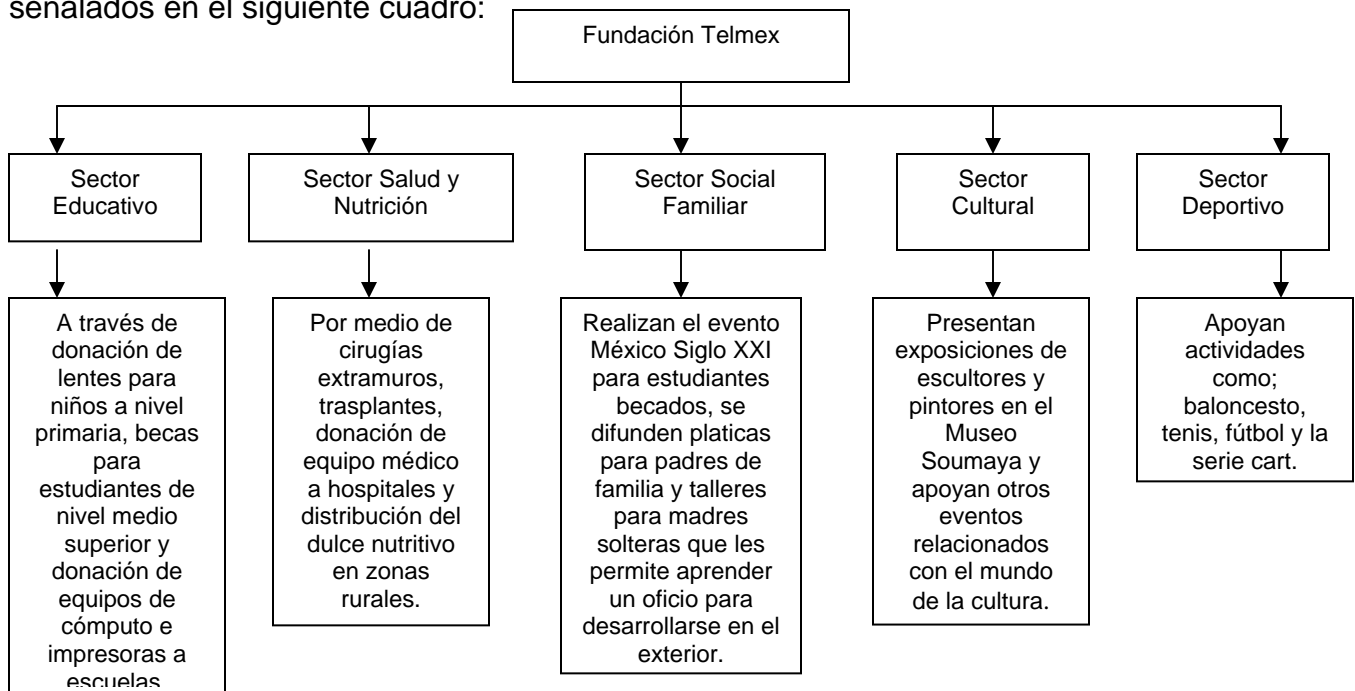 señalados en el siguiente cuadro:
Fundación Telmex
Sector
Educativo
Sector Salud y
Nutrición
Sector Social
Familiar
Sector
Cultural
Sector
Deportivo
A través de
donación de
lentes para
niños a nivel
primaria, becas
para
estudiantes de
nivel medio
superior y
donación de
equipos de
cómputo e
impresoras a
escuelas
Por medio de
cirugías
extramuros,
trasplantes,
donación de
equipo médico
a hospitales y
distribución del
dulce nutritivo
en zonas
rurales.
Realizan el evento
México Siglo XXI
para estudiantes
becados, se
difunden platicas
para padres de
familia y talleres
para madres
solteras que les
permite aprender
un oficio para
desarrollarse en el
exterior.
Presentan
exposiciones de
escultores y
pintores en el
Museo
Soumaya y
apoyan otros
eventos
relacionados
con el mundo
de la cultura.
Apoyan
actividades
como;
baloncesto,
tenis, fútbol y la
serie cart.